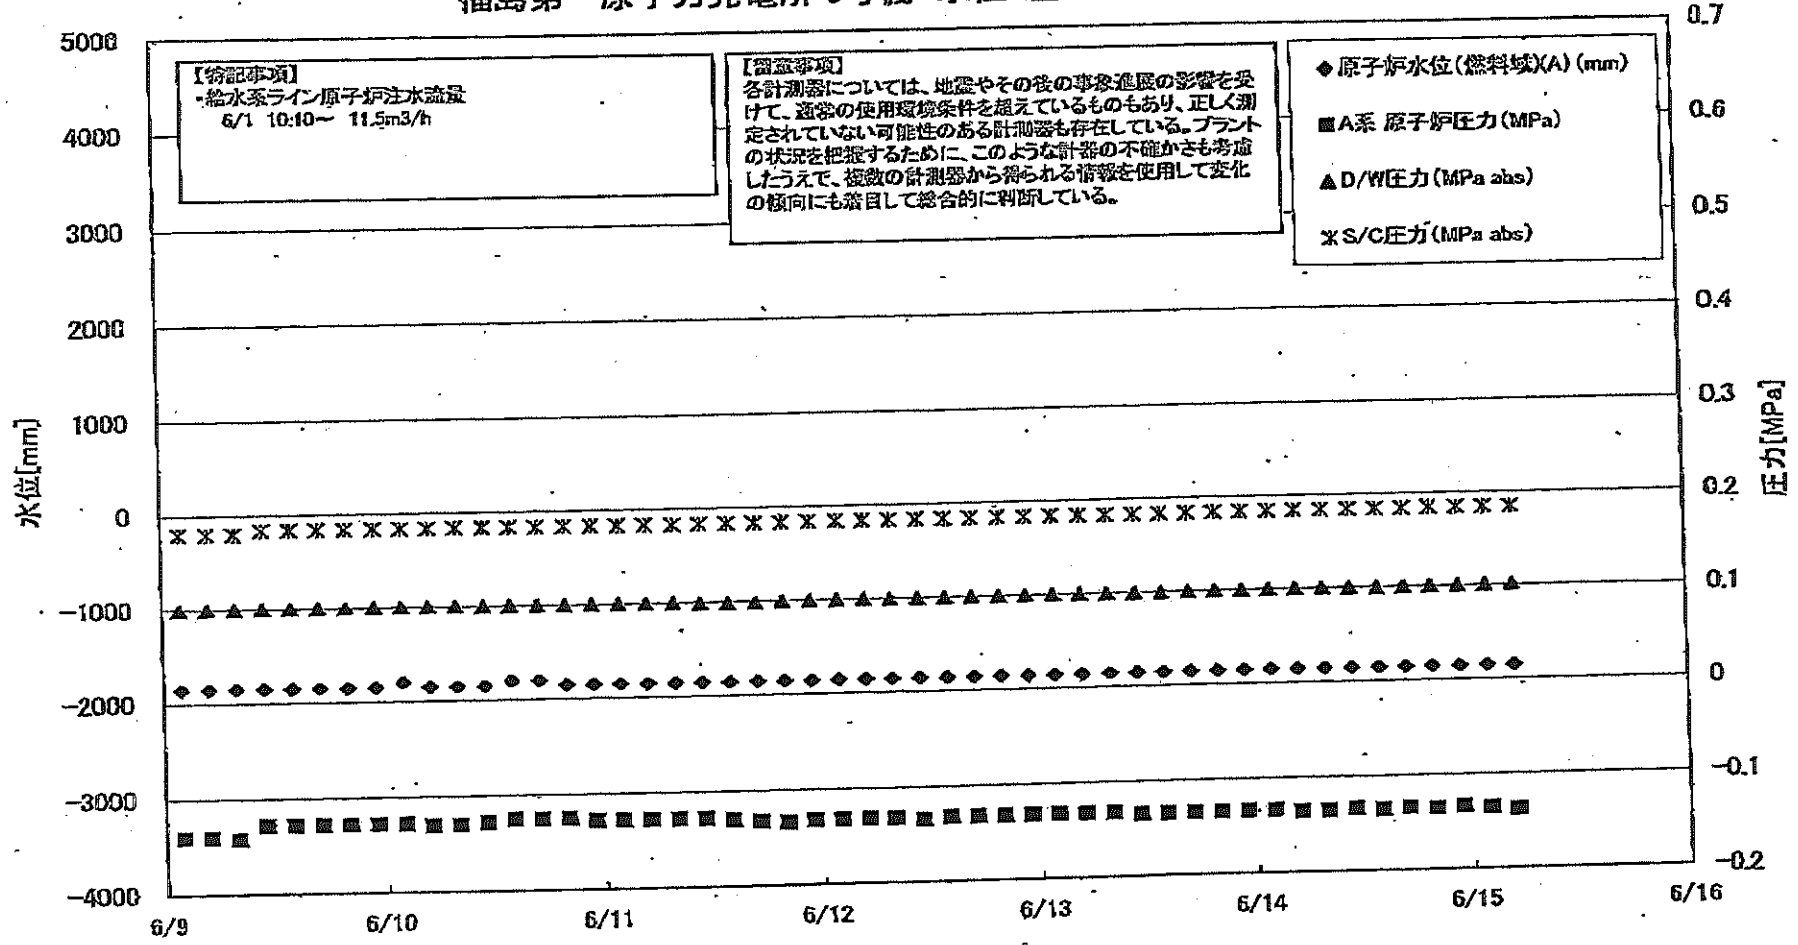 福島第一原子力発電所
5000
4000
3000
2000
1000
0
-1000
-2000
-3000
-4000
水位[mm]
【特記事項】
・給水系ライン原子炉注水流量
6/1 10:10～ 11.5m3/h
【留意事項】
各計測器については、地震やその後の事象進展の影響を受
けて、通常の使用環境条件を超えているものもあり、正しく測
定されていない可能性のある計測器も存在している。プラント
の状況を把握するために、このような計器の不確かさも考慮
したうえで、複数の計測器から得られる情報を使用して変化
の傾向にも着目して総合的に判断している。
原子炉水位(燃料域)(A)(mm)
A系 原子炉圧力(MPa)
D/W圧力(MPa abs)
S/C圧力(MPa abs)
0.7
0.6
0.5
0.4
0.3
0.2
0.1
0
-0.1
-0.2
圧力[MPa]
6/9
6/10
6/11
6/12
6/13
6/14
6/15
6/16